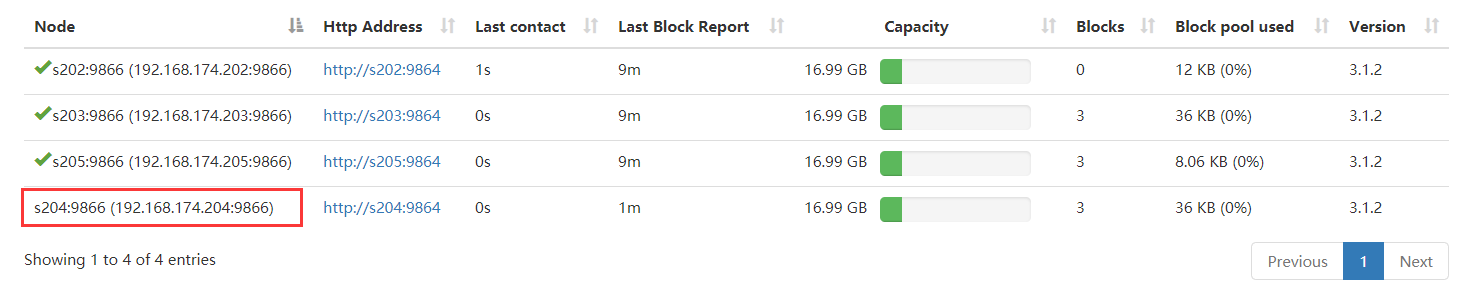 Node Http Address Last contact Last Block Report Capacity Blocks Block pool used Version
s202:9866 (192.168.174.202:9866) http://s202:9864 1s 9m 16.99 GB 0 12 KB (0%) 3.1.2
s203:9866 (192.168.174.203:9866) http://s203:9864 0s 9m 16.99 GB 3 36 KB (0%) 3.1.2
s205:9866 (192.168.174.205:9866) http://s205:9864 0s 9m 16.99 GB 3 8.06 KB (0%) 3.1.2
s204:9866 (192.168.174.204:9866) http://s204:9864 0s 1m 16.99 GB 3 36 KB (0%) 3.1.2
Showing 1 to 4 of 4 entries Previous 1 Next